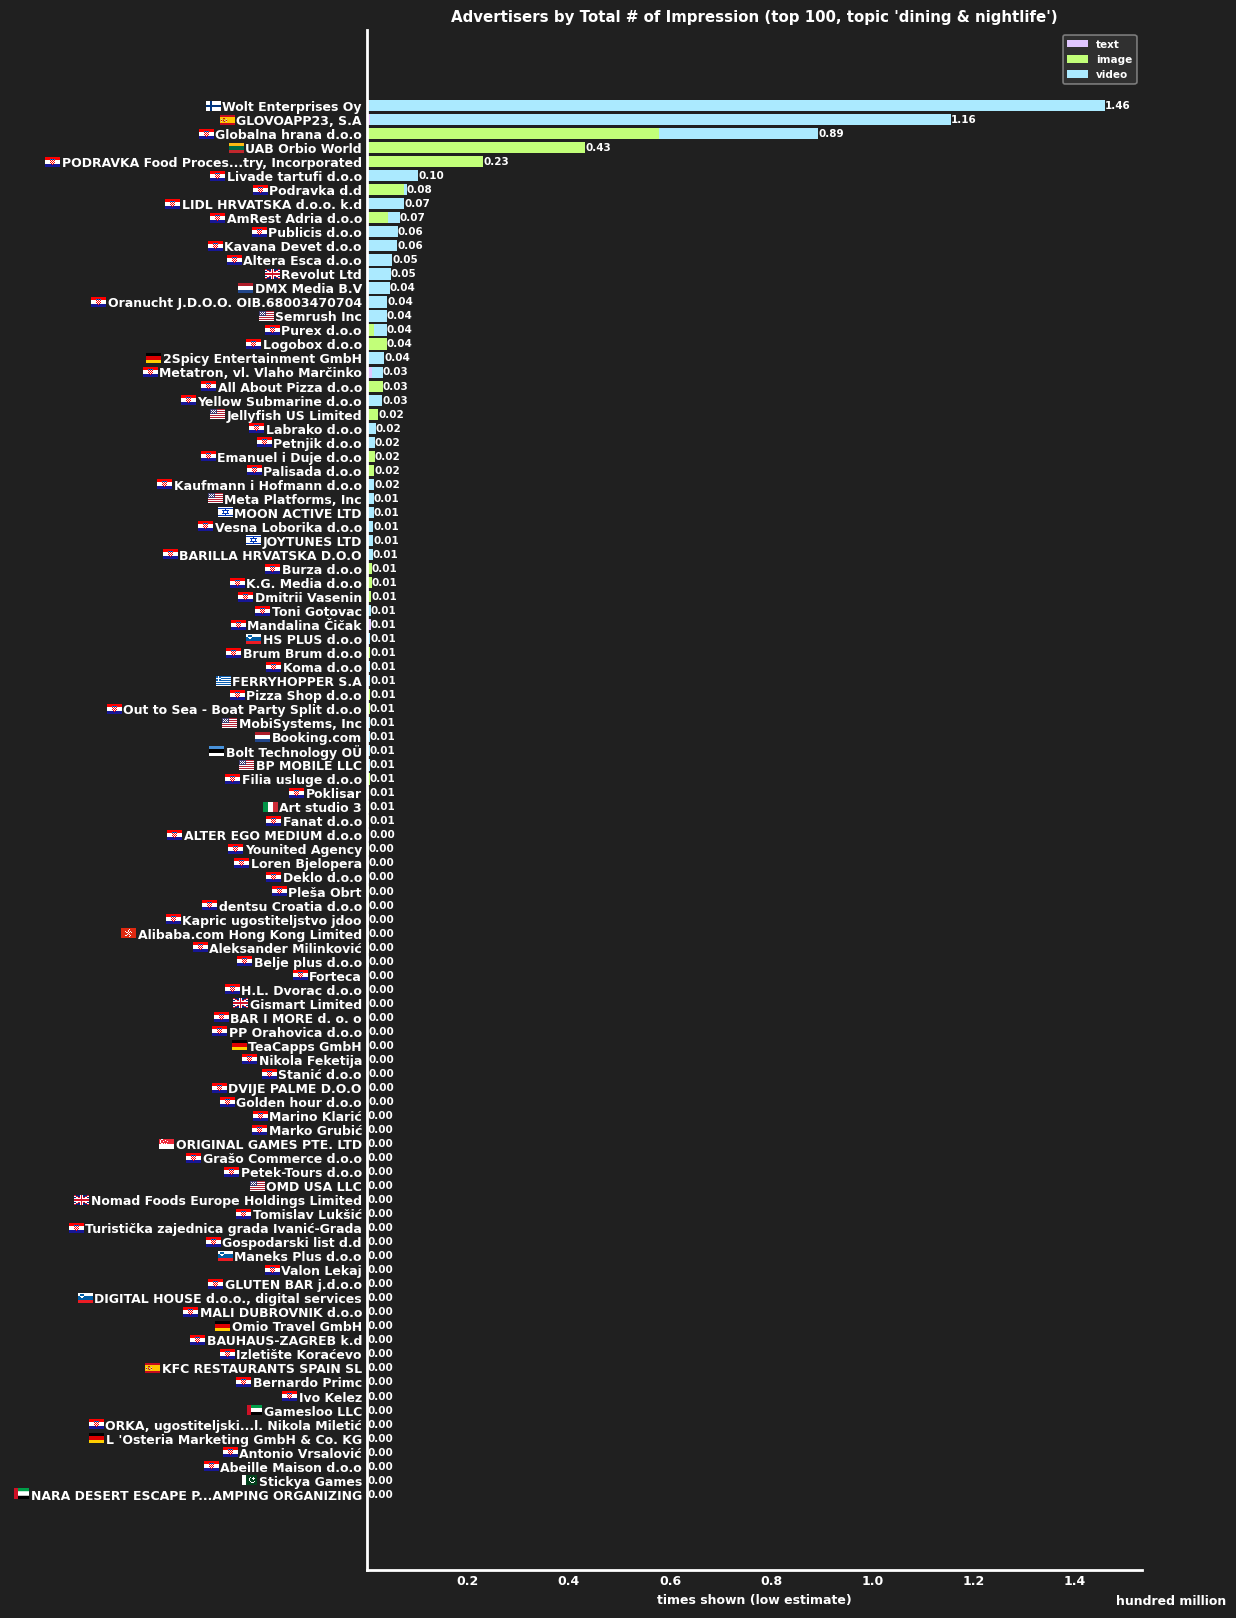 Advertisers by Total # of Impression (top 100, topic 'dining & nightlife')
text
image
video
Wolt Enterprises Oy 1.46
GLOVOAPP23, S.A 1.16
Globalna hrana d.o.o 0.89
UAB Orbio World 0.43
PODRAVKA Food Proces...try, Incorporated 0.23
Livade tartufi d.o.o 0.10
Podravka d.d 0.08
LIDL HRVATSKA d.o.o. k.d 0.07
AmRest Adria d.o.o 0.07
Publicis d.o.o 0.06
Kavana Devet d.o.o 0.06
Altera Esca d.o.o 0.05
Revolut Ltd 0.05
DMX Media B.V 0.04
Oranucht J.D.O.O. OIB.68003470704 0.04
Semrush Inc 0.04
Purex d.o.o 0.04
Logobox d.o.o 0.04
2Spicy Entertainment GmbH 0.04
Metatron, vl. Vlaho Marčinko 0.03
All About Pizza d.o.o 0.03
Yellow Submarine d.o.o 0.03
Jellyfish US Limited 0.02
Labrako d.o.o 0.02
Petnjik d.o.o 0.02
Emanuel i Duje d.o.o 0.02
Palisada d.o.o 0.02
Kaufmann i Hofmann d.o.o 0.02
Meta Platforms, Inc 0.01
MOON ACTIVE LTD 0.01
Vesna Loborika d.o.o 0.01
JOYTUNES LTD 0.01
BARILLA HRVATSKA D.O.O 0.01
Burza d.o.o 0.01
K.G. Media d.o.o 0.01
Dmitrii Vasenin 0.01
Toni Gotovac 0.01
Mandalina Čičak 0.01
HS PLUS d.o.o 0.01
Brum Brum d.o.o 0.01
Koma d.o.o 0.01
FERRYHOPPER S.A 0.01
Pizza Shop d.o.o 0.01
Out to Sea - Boat Party Split d.o.o 0.01
MobiSystems, Inc 0.01
Booking.com 0.01
Bolt Technology OÜ 0.01
BP MOBILE LLC 0.01
Filia usluge d.o.o 0.01
Poklisar 0.01
Art studio 3 0.01
Fanat d.o.o 0.01
ALTER EGO MEDIUM d.o.o 0.00
Younited Agency 0.00
Loren Bjelopera 0.00
Deklo d.o.o 0.00
Pleša Obrt 0.00
dentsu Croatia d.o.o 0.00
Kapric ugostiteljstvo jdoo 0.00
Alibaba.com Hong Kong Limited 0.00
Aleksander Milinković 0.00
Belje plus d.o.o 0.00
Forteca 0.00
H.L. Dvorac d.o.o 0.00
Gismart Limited 0.00
BAR I MORE d. o. o 0.00
PP Orahovica d.o.o 0.00
TeaCapps GmbH 0.00
Nikola Feketija 0.00
Stanić d.o.o 0.00
DVIJE PALME D.O.O 0.00
Golden hour d.o.o 0.00
Marino Klarić 0.00
Marko Grubić 0.00
ORIGINAL GAMES PTE. LTD 0.00
Grašo Commerce d.o.o 0.00
Petek-Tours d.o.o 0.00
OMD USA LLC 0.00
Nomad Foods Europe Holdings Limited 0.00
Tomislav Lukšić 0.00
Turistička zajednica grada Ivanić-Grada 0.00
Gospodarski list d.d 0.00
Maneks Plus d.o.o 0.00
Valon Lekaj 0.00
GLUTEN BAR j.d.o.o 0.00
DIGITAL HOUSE d.o.o., digital services 0.00
MALI DUBROVNIK d.o.o 0.00
Omio Travel GmbH 0.00
BAUHAUS-ZAGREB k.d 0.00
Izletište Koraćevo 0.00
KFC RESTAURANTS SPAIN SL 0.00
Bernardo Primc 0.00
Ivo Kelez 0.00
Gamesloo LLC 0.00
ORKA, ugostiteljski...l. Nikola Miletić 0.00
L 'Osteria Marketing GmbH & Co. KG 0.00
Antonio Vrsalović 0.00
Abeille Maison d.o.o 0.00
Stickya Games 0.00
NARA DESERT ESCAPE P...AMPING ORGANIZING 0.00
0.2 0.4 0.6 0.8 1.0 1.2 1.4
times shown (low estimate)
hundred million